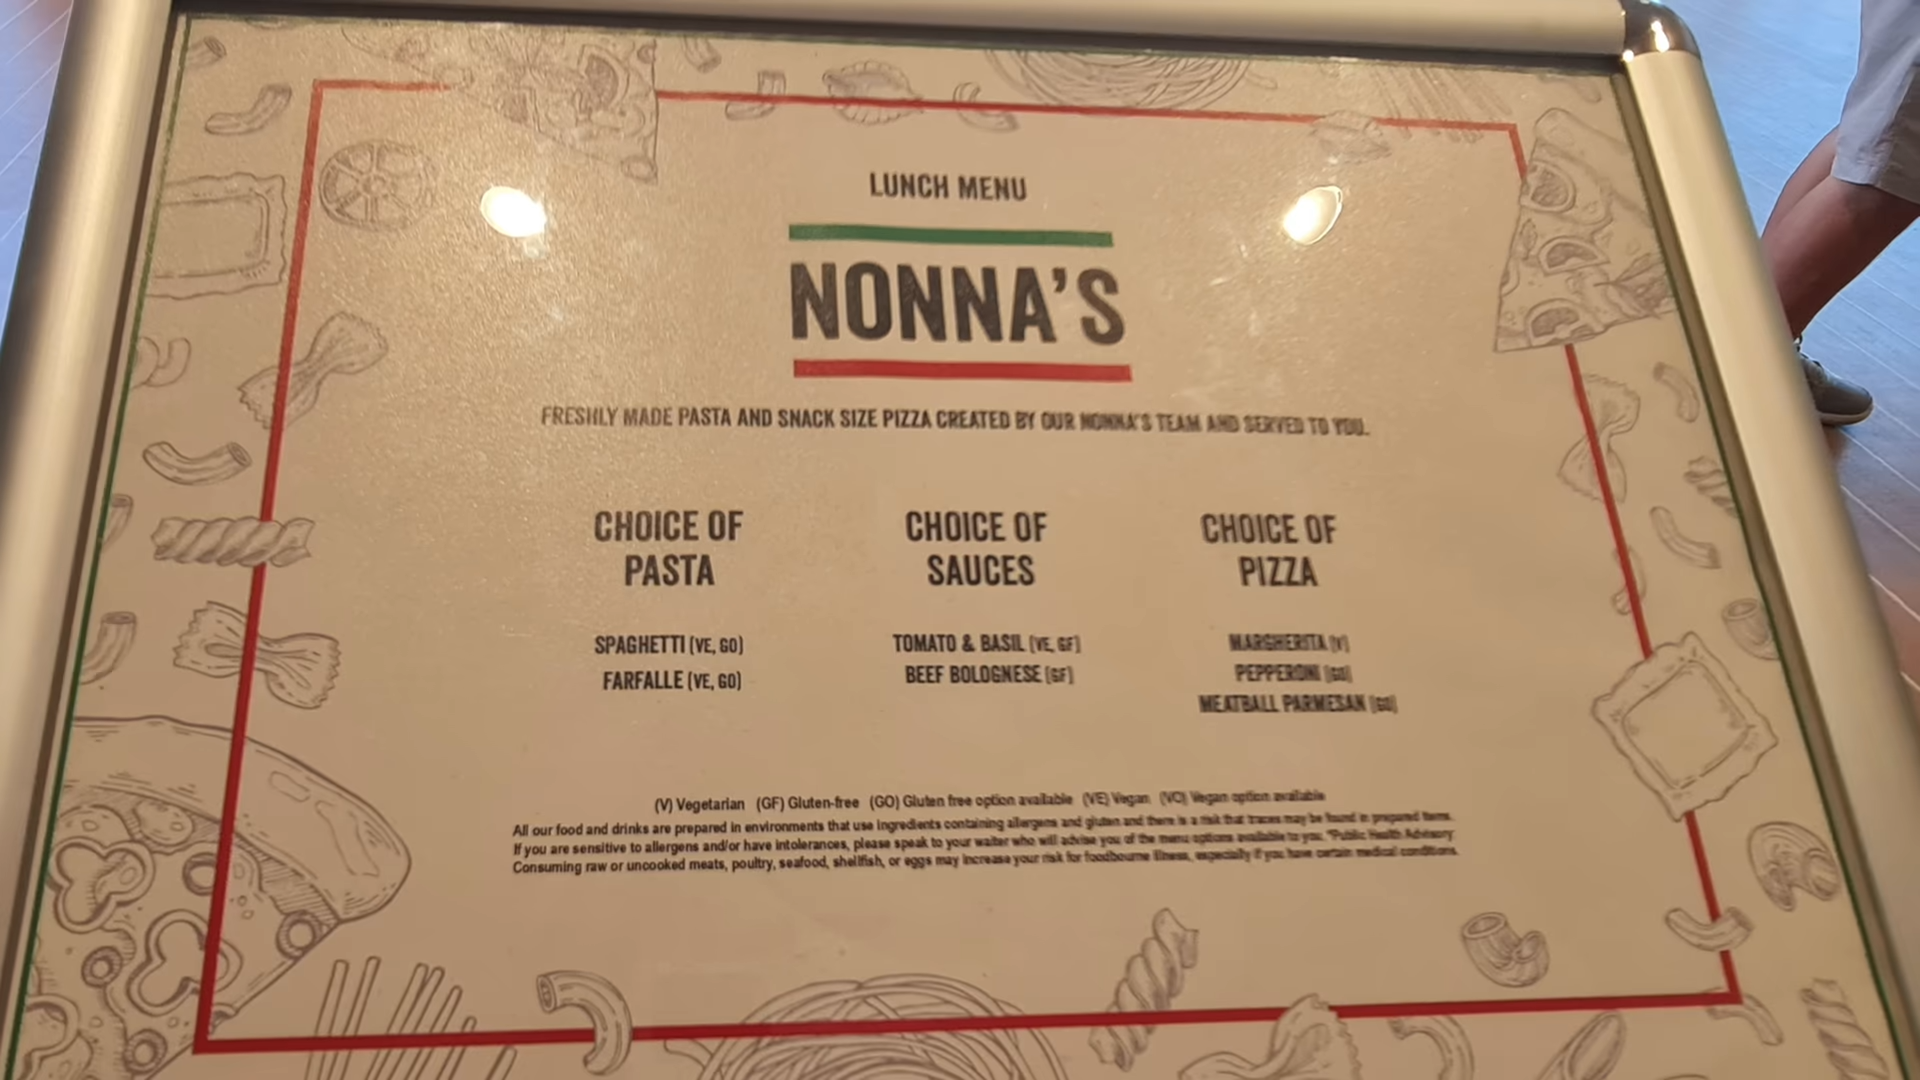 LUNCH MENU
NONNA'S
FRESHLY MADE PASTA AND SNACK SIZE PIZZA CREATED BY OUR NONNA'S TEAM AND SERVED TO YOU.
CHOICE OF
PASTA
SPAGHETTI (VE, GO)
FARFALLE (VE, GO)
CHOICE OF
SAUCES
TOMATO & BASIL (VE, GF)
BEEF BOLOGNESE (GF)
CHOICE OF
PIZZA
MARGHERITA (V)
PEPPERONI (GO)
MEATBALL PARMESAN (GO)
(V) Vegetarian (GF) Gluten-free (GO) Gluten free option available (VE) Vegan (VO) Vegan option available
All our food and drinks are prepared in environments that use ingredients containing allergens and gluten and there is a risk that traces may be found in prepared items.
If you are sensitive to allergens and/or have intolerances, please speak to your waiter who will advise you of the menu options available to you. *Public Health Advisory:
Consuming raw or uncooked meats, poultry, seafood, shellfish, or eggs may increase your risk for foodbourne illness, especially if you have certain medical conditions.